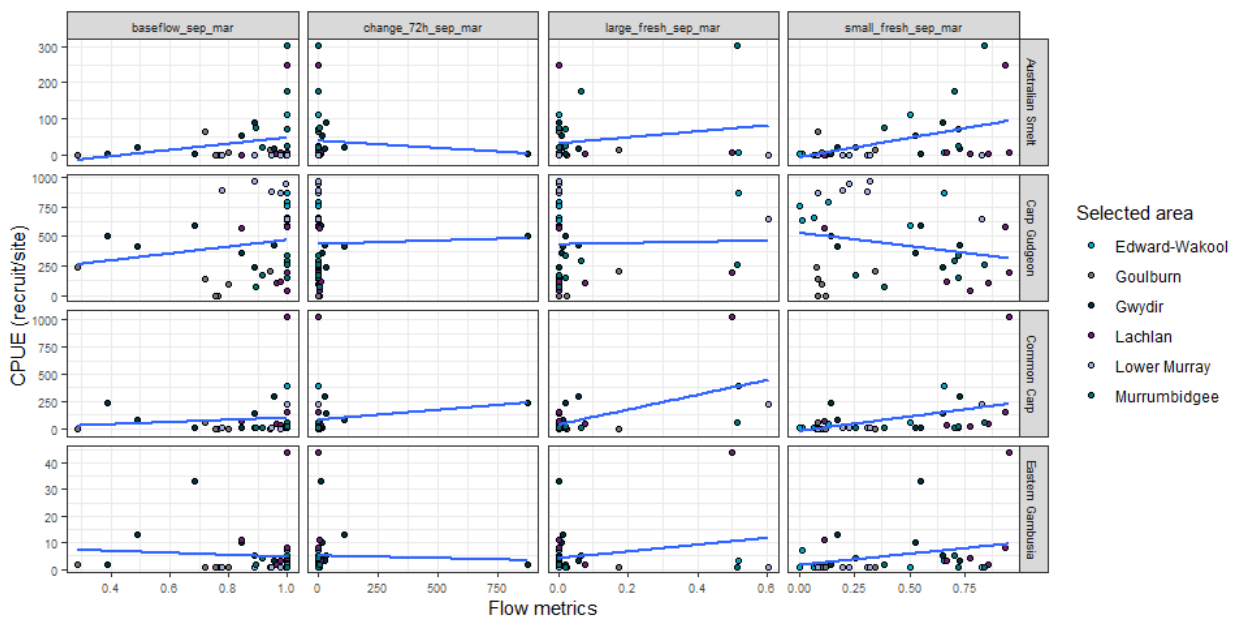 baseflow_sep_mar change_72h_sep_mar large_fresh_sep_mar small_fresh_sep_mar
300
200
100
0
Australian Smelt
1000
750
500
250
0
Carp Gudgeon
1000
750
500
250
0
Common Carp
40
30
20
10
0
Eastern Gambusia
0.4 0.6 0.8 1.0 0 250 500 750 0.0 0.2 0.4 0.6 0.00 0.25 0.50 0.75
CPUE (recruit/site)
Flow metrics
Selected area
Edward-Wakool
Goulburn
Gwydir
Lachlan
Lower Murray
Murrumbidgee